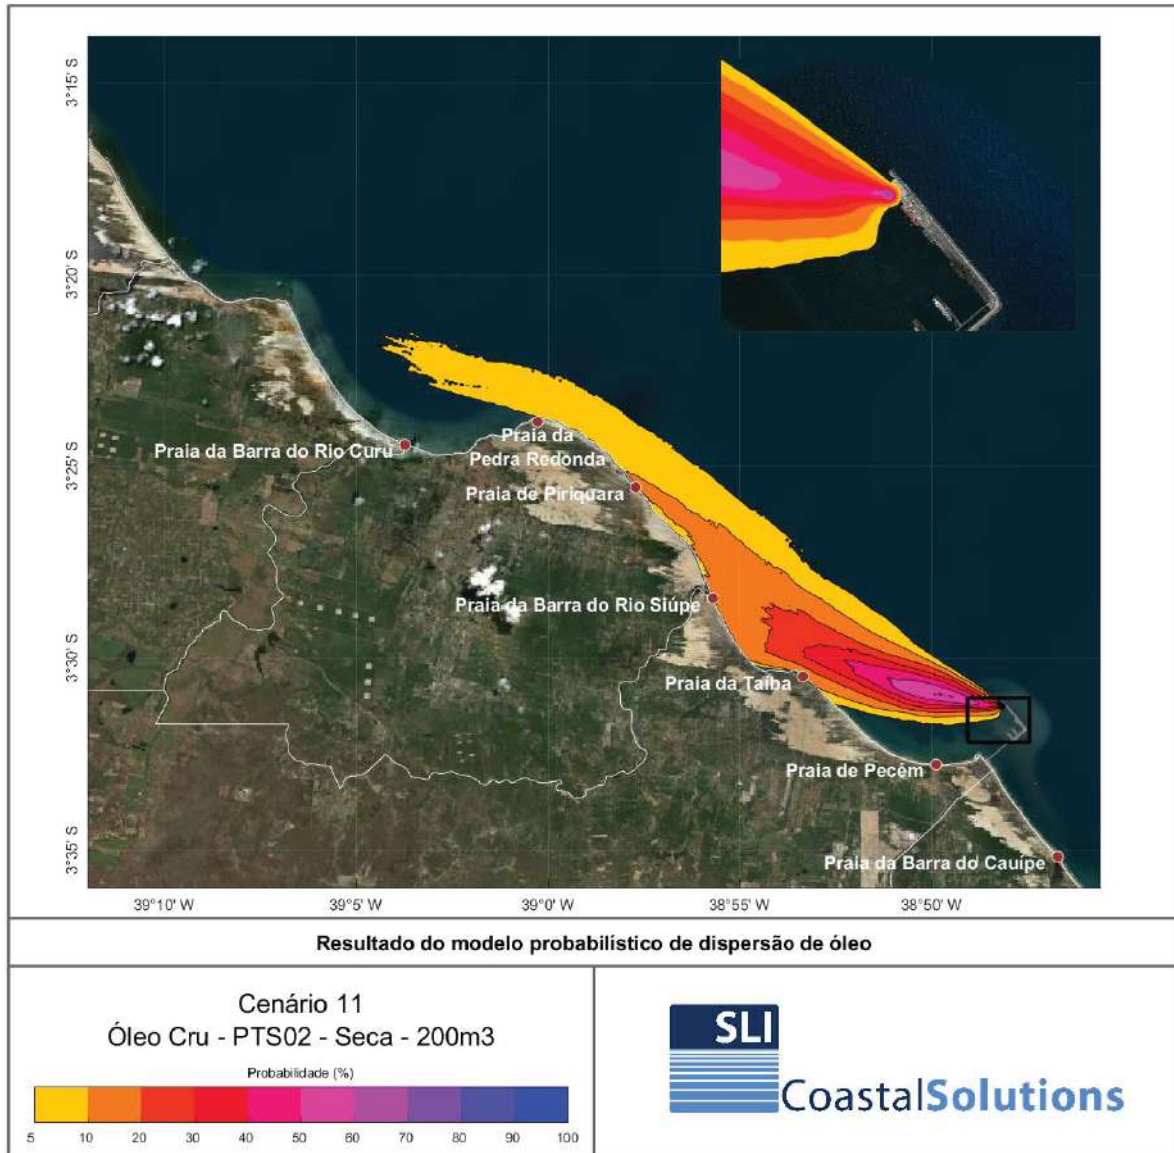 3°15' S
3°20' S
3°25' S
3°30' S
3°35' S
Praia da Barra do Rio Curu
Praia da
Pedra Redonda
Praia de Piriquara
Praia da Barra do Rio Siúpe
Praia da Taíba
Praia de Pecém
Praia da Barra do Cauípe
39°10' W
39°5' W
39°0' W
38°55' W
38°50' W
Resultado do modelo probabilístico de dispersão de óleo
Cenário 11
Óleo Cru - PTS02 - Seca - 200m3
Probabilidade (%)
5 10 20 30 40 50 60 70 80 90 100
SLI
CoastalSolutions